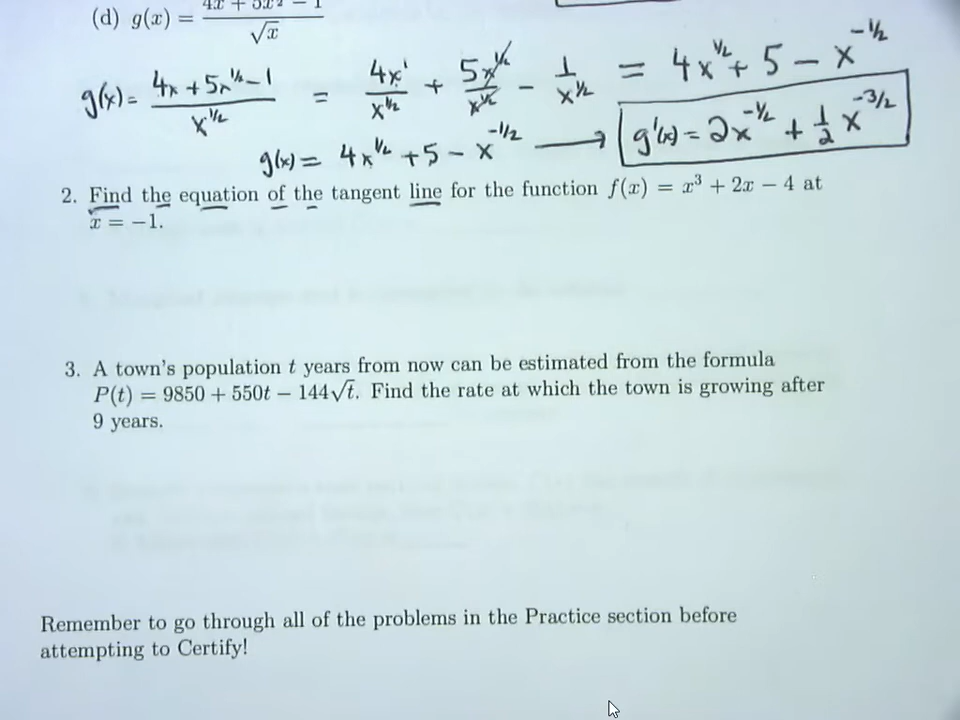 (d) g(x) = 4x + 5x^½ − 1 / √x
g(x) = 4x + 5x^½ − 1 / x^½ = 4x^1 / x^½ + 5x^½ / x^½ − 1 / x^½ = 4x^½ + 5 − x^−½
g(x) = 4x^½ + 5 − x^−1/2 → g'(x) = 2x^−½ + ½ x^−3/2
2. Find the equation of the tangent line for the function f(x) = x³ + 2x − 4 at
x = −1.
3. A town's population t years from now can be estimated from the formula
P(t) = 9850 + 550t − 144√t. Find the rate at which the town is growing after
9 years.
Remember to go through all of the problems in the Practice section before
attempting to Certify!